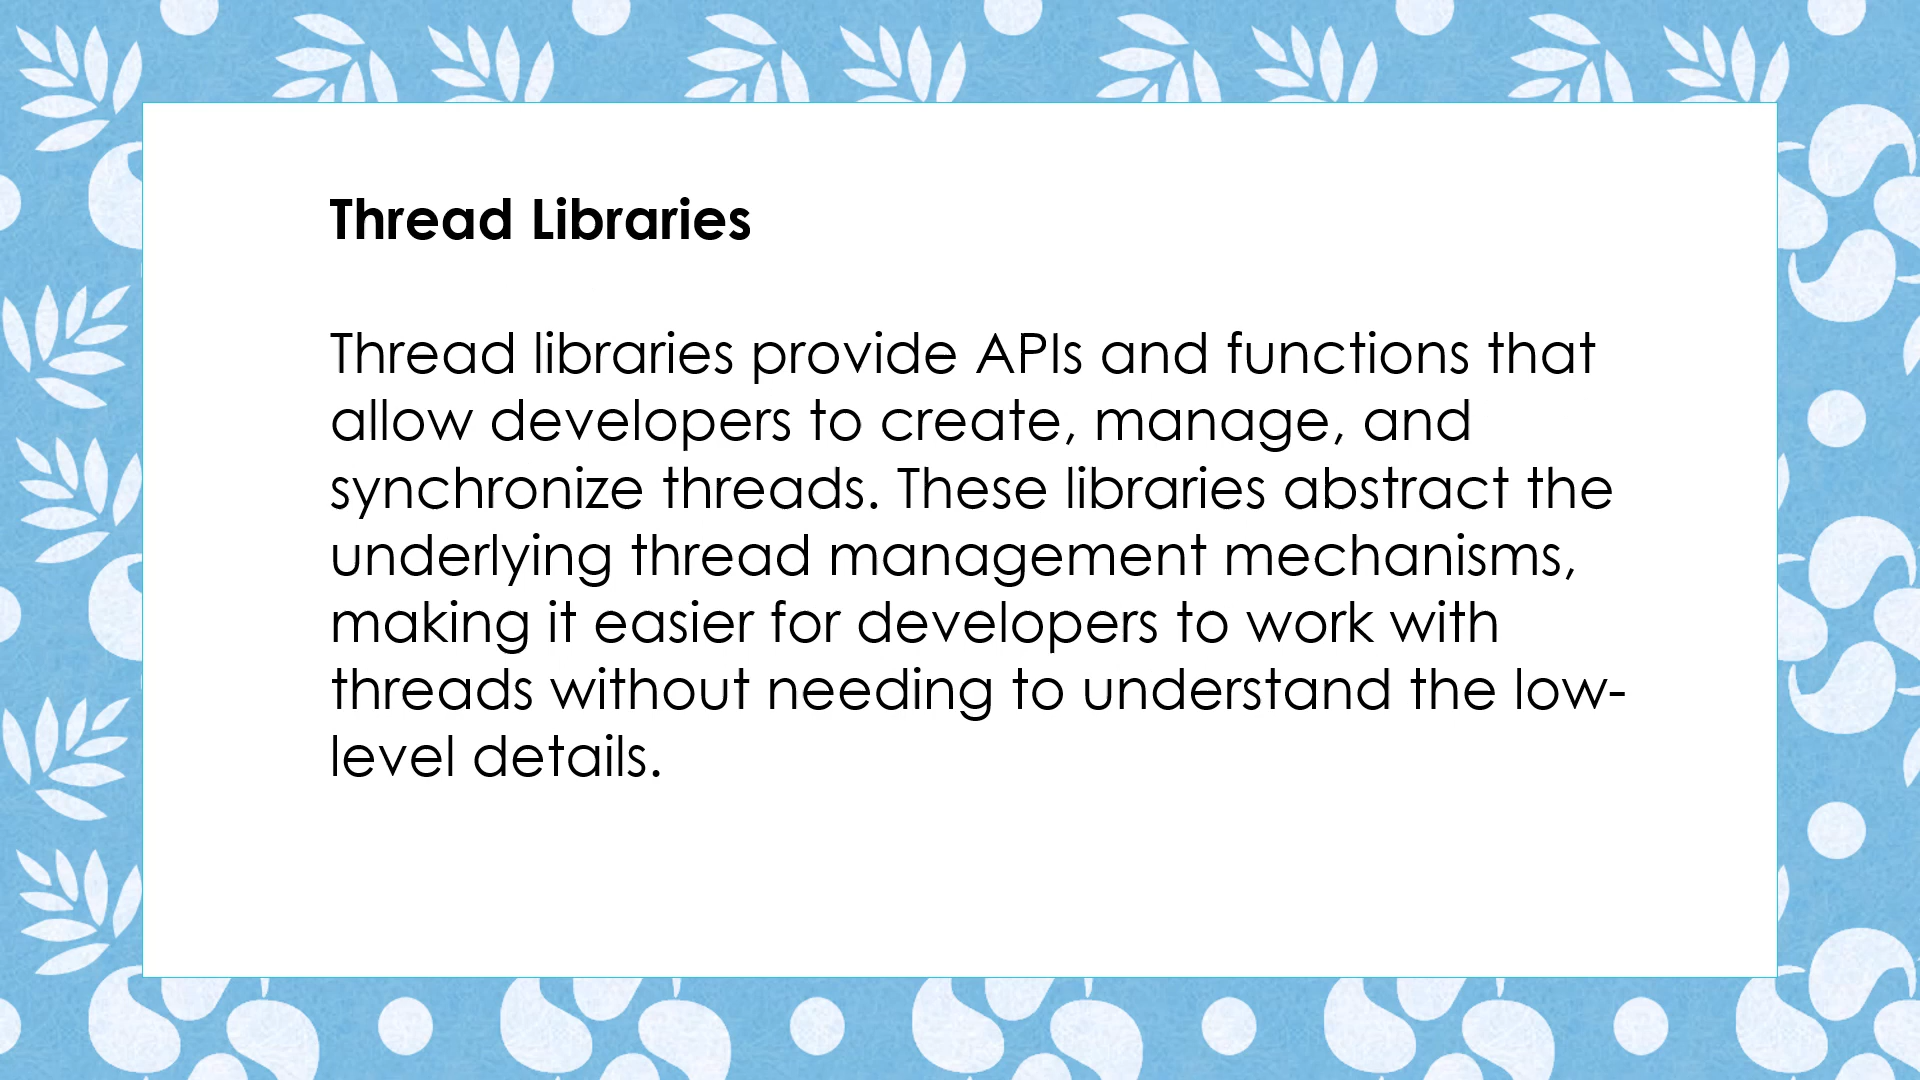 Thread Libraries
Thread libraries provide APIs and functions that
allow developers to create, manage, and
synchronize threads. These libraries abstract the
underlying thread management mechanisms,
making it easier for developers to work with
threads without needing to understand the low-
level details.